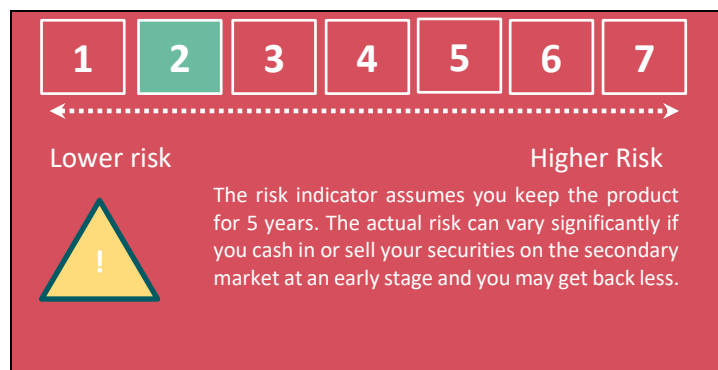 1 2 3 4 5 6 7
Lower risk Higher Risk
The risk indicator assumes you keep the product
for 5 years. The actual risk can vary significantly if
you cash in or sell your securities on the secondary
market at an early stage and you may get back less.
!